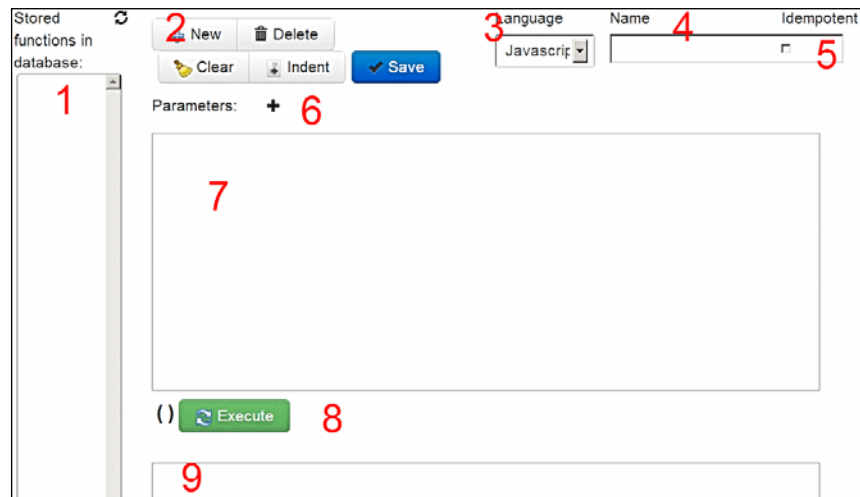 Stored
functions in
database:
1
2 New Delete
Clear Indent Save
3 Language Name 4 Idempotent
Javascrip 5
Parameters: + 6
7
() Execute 8
9